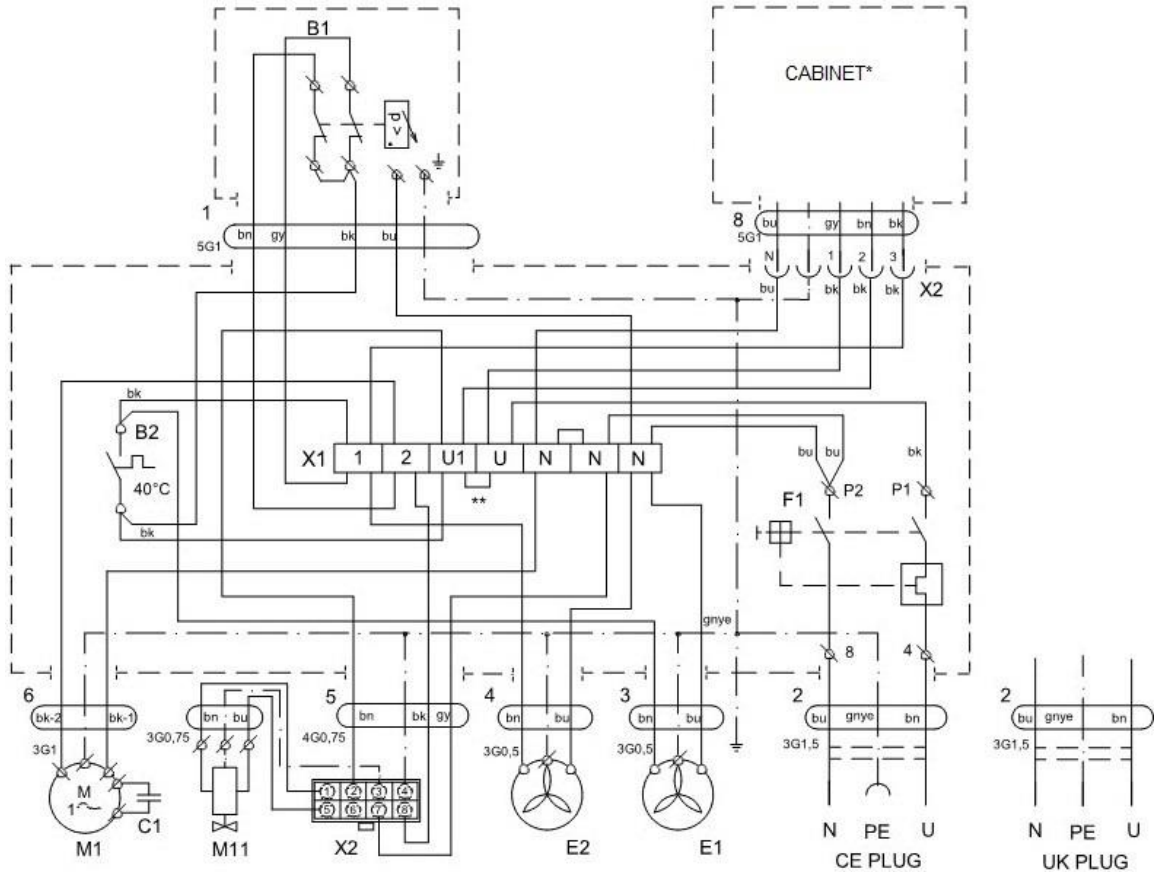 B1
CABINET*
P >
1
5G1
bn gy bk bu
8
5G1
bu gy bn bk
N 1 2 3
X2
bu bk bk bk
bk
B2
40°C
bk
X1 1 2 U1 U N N N
**
bu bu bk
P2 P1
F1
gnye
8 4
6
bk-2 bk-1
3G1
bn bu
3G0,75
5
bn bk gy
4G0,75
4
bn bu
3G0,5
3
bn bu
3G0,5
2
bu gnye bn
3G1,5
2
bu gnye bn
3G1,5
M
1~
C1
M1
M11
1 2 3 4
5 6 7 8
X2
E2
E1
N PE U
CE PLUG
N PE U
UK PLUG